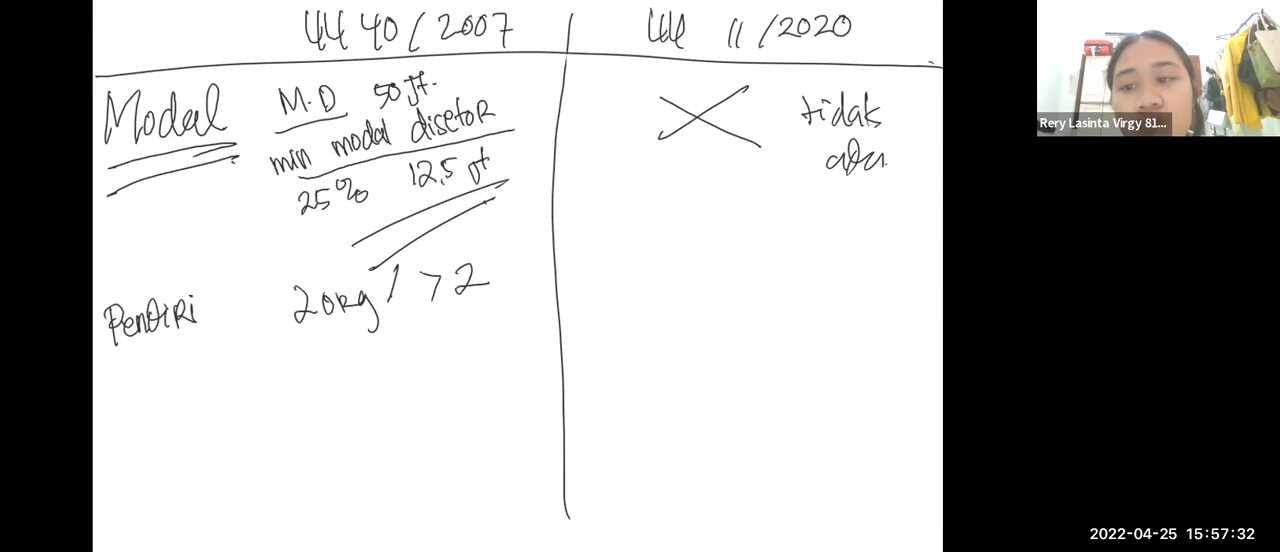 UU 40 / 2007
UU 11 / 2020
Modal
M.D 50 jt.
min modal disetor
25% 12,5 jt
tidak
ada
Pendiri
2 org / > 2
Rery Lasinta Virgy 81...
2022-04-25 15:57:32